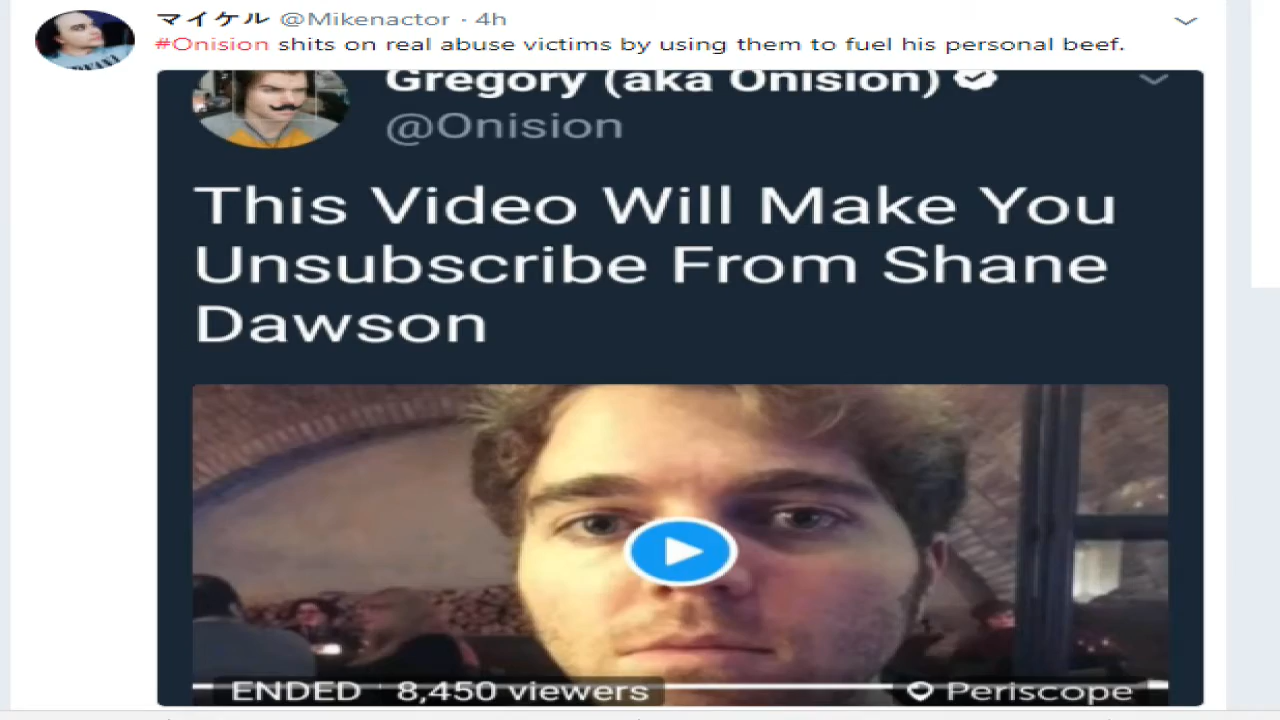 マイケル @Mikenactor · 4h
#Onision shits on real abuse victims by using them to fuel his personal beef.
Gregory (aka Onision)
@Onision
This Video Will Make You
Unsubscribe From Shane
Dawson
ENDED · 8,450 viewers
Periscope